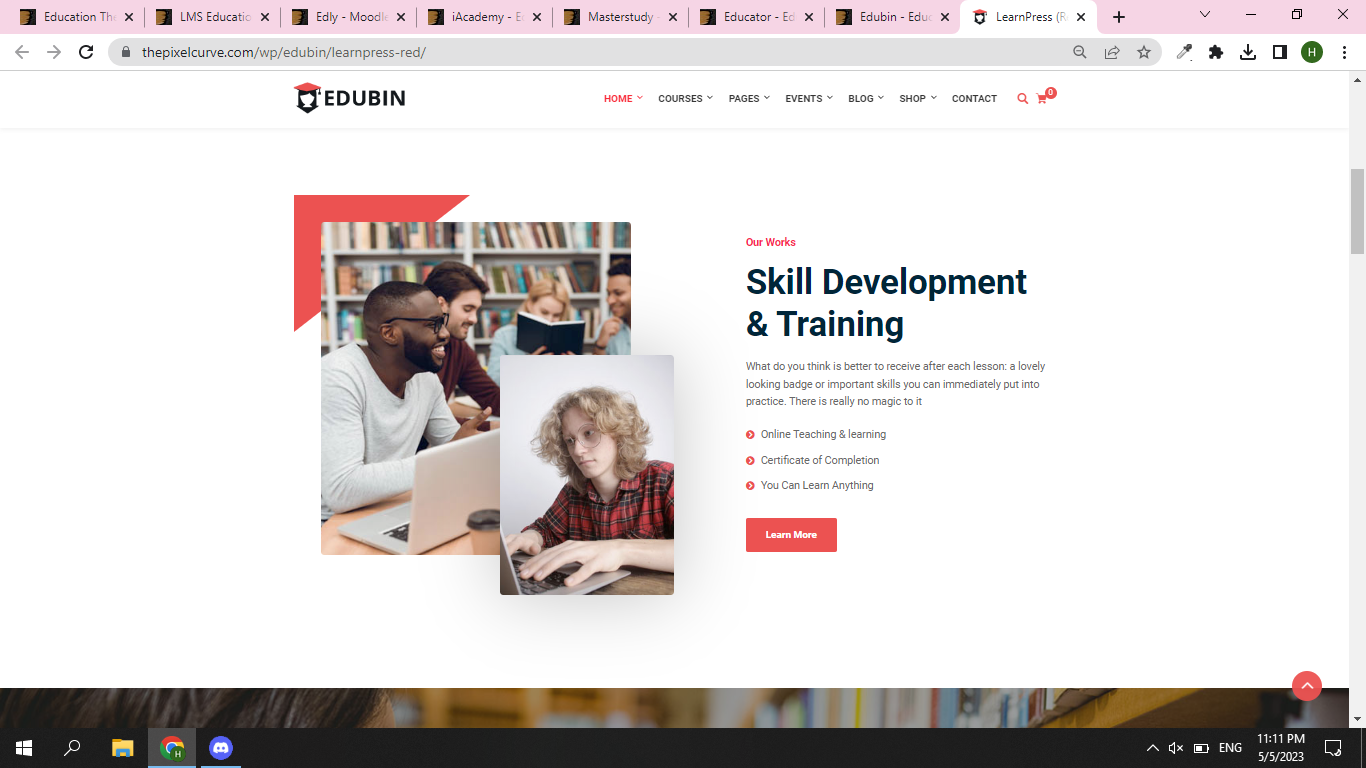 Education The
LMS Educatio
Edly - Moodle
iAcademy - E
Masterstudy -
Educator - Ed
Edubin - Educ
LearnPress (R
thepixelcurve.com/wp/edubin/learnpress-red/
H
EDUBIN
HOME
COURSES
PAGES
EVENTS
BLOG
SHOP
CONTACT
0
Our Works
Skill Development
& Training
What do you think is better to receive after each lesson: a lovely
looking badge or important skills you can immediately put into
practice. There is really no magic to it
Online Teaching & learning
Certificate of Completion
You Can Learn Anything
Learn More
H
ENG
11:11 PM
5/5/2023